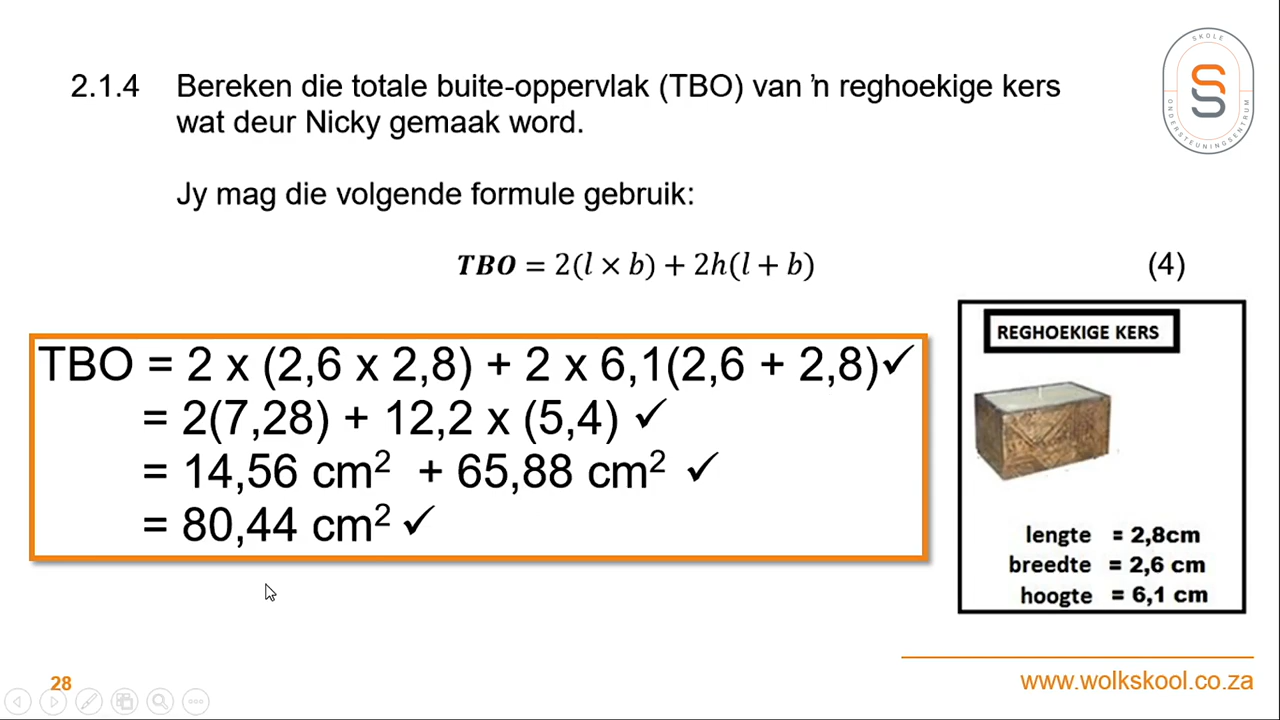 SKOLE
ONDERSTEUNINGSENTRUM
2.1.4 Bereken die totale buite-oppervlak (TBO) van 'n reghoekige kers
wat deur Nicky gemaak word.
Jy mag die volgende formule gebruik:
TBO = 2(l × b) + 2h(l + b) (4)
TBO = 2 x (2,6 x 2,8) + 2 x 6,1(2,6 + 2,8)✓
= 2(7,28) + 12,2 x (5,4) ✓
= 14,56 cm² + 65,88 cm² ✓
= 80,44 cm² ✓
REGHOEKIGE KERS
lengte = 2,8cm
breedte = 2,6 cm
hoogte = 6,1 cm
28
www.wolkskool.co.za